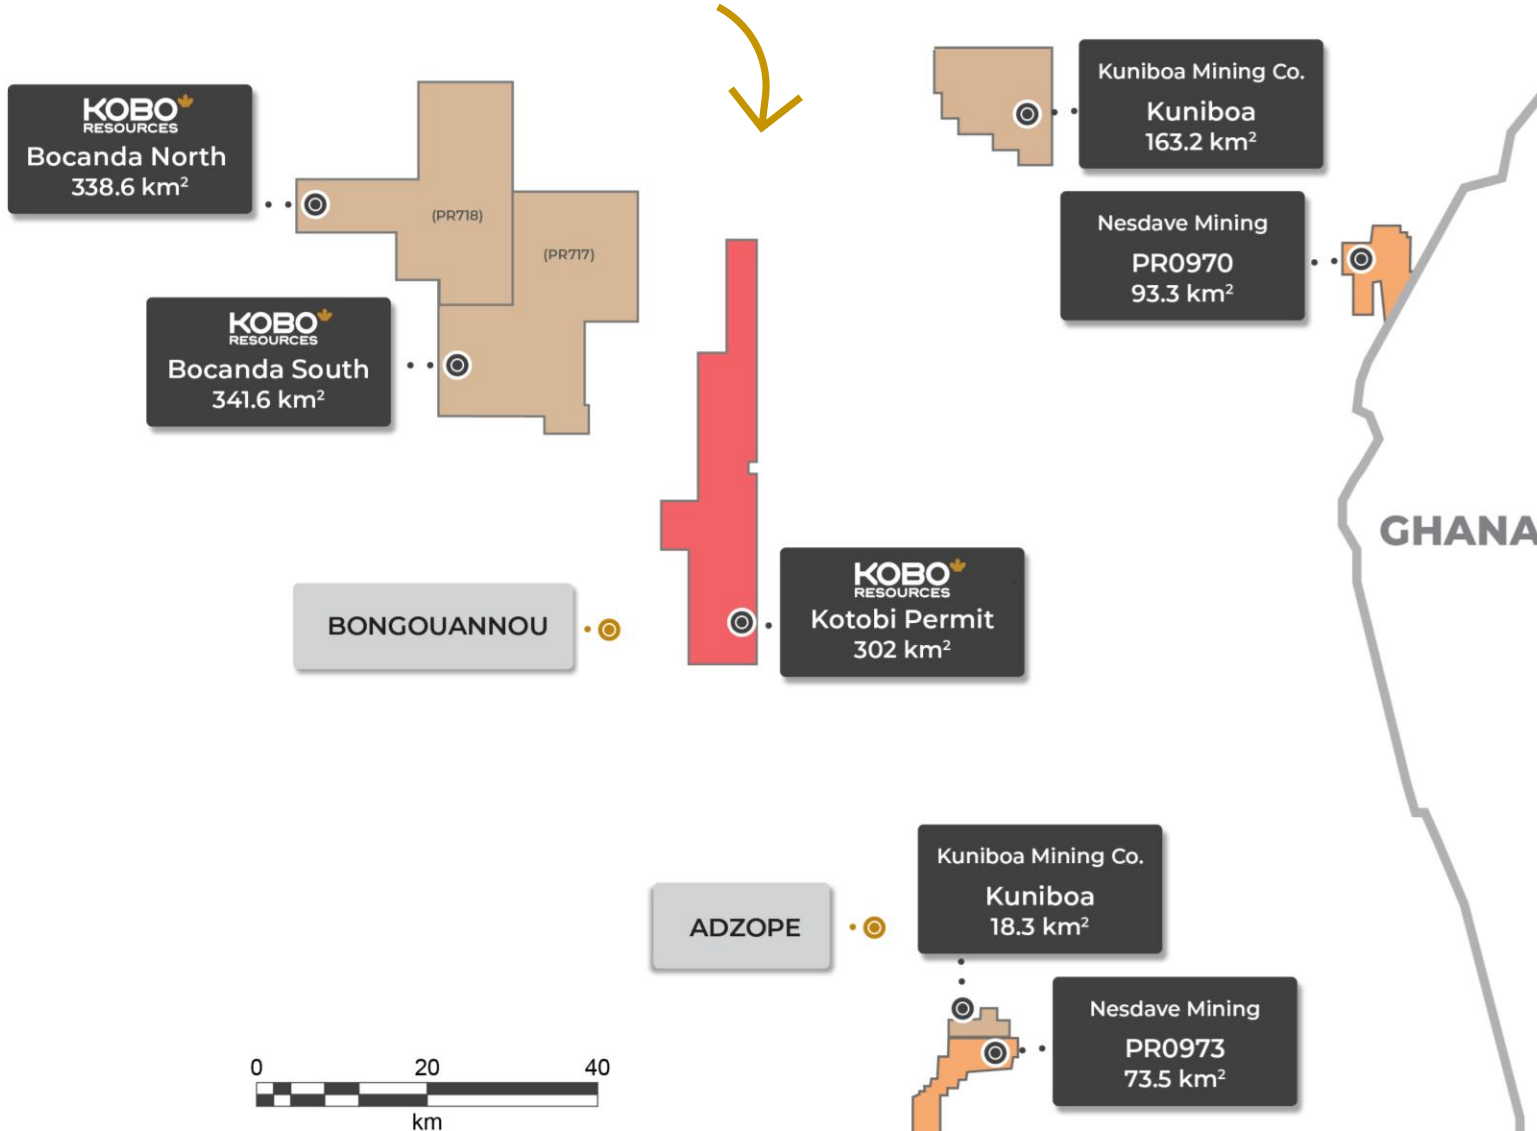 KOBO
RESOURCES
Bocanda North
338.6 km²
(PR718)
(PR717)
KOBO
RESOURCES
Bocanda South
341.6 km²
Kuniboa Mining Co.
Kuniboa
163.2 km²
Nesdave Mining
PR0970
93.3 km²
GHANA
BONGOUANNOU
KOBO
RESOURCES
Kotobi Permit
302 km²
ADZOPE
Kuniboa Mining Co.
Kuniboa
18.3 km²
Nesdave Mining
PR0973
73.5 km²
0 20 40
km